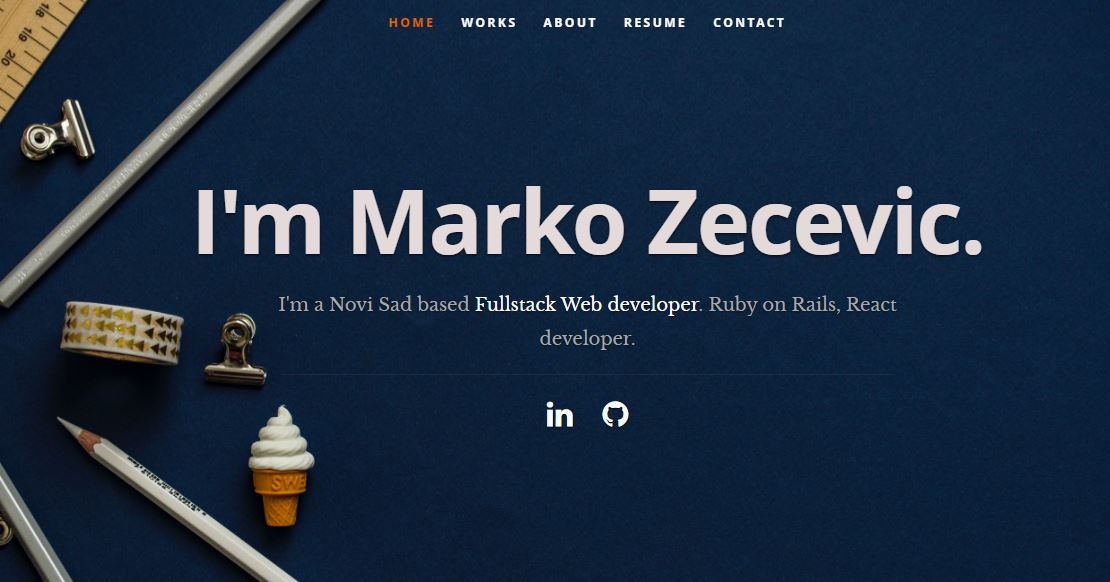 HOME WORKS ABOUT RESUME CONTACT
I'm Marko Zecevic.
I'm a Novi Sad based Fullstack Web developer. Ruby on Rails, React
developer.
in
SWE